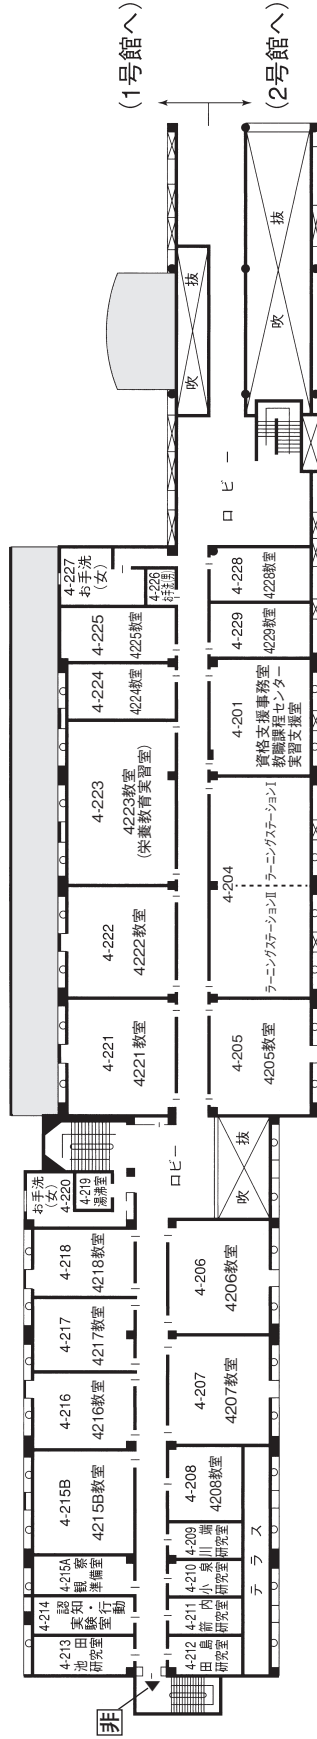 (1号館へ)
(2号館へ)
吹 抜
吹 抜
ロビー
4-227
お手洗
(女)
4-226
お手洗(男)
4-225
4225教室
4-224
4224教室
4-223
4223教室
(栄養教育実習室)
4-222
4222教室
4-221
4221教室
4-228
4228教室
4-229
4229教室
4-201
資格支援事務室
教職課程センター
実習支援室
4-204
ラーニングステーションⅠ
ラーニングステーションⅡ
4-205
4205教室
ロビー
吹 抜
お手洗
(女)
4-220
4-219
湯沸室
4-218
4218教室
4-217
4217教室
4-216
4216教室
4-215B
4215B教室
4-215A
観察
準備室
4-214
認知・行動
実験室
4-213
池田
研究室
4-206
4206教室
4-207
4207教室
4-208
4208教室
4-209
川端
研究室
4-210
小泉
研究室
4-211
箭内
研究室
4-212
田島
研究室
テラス
非